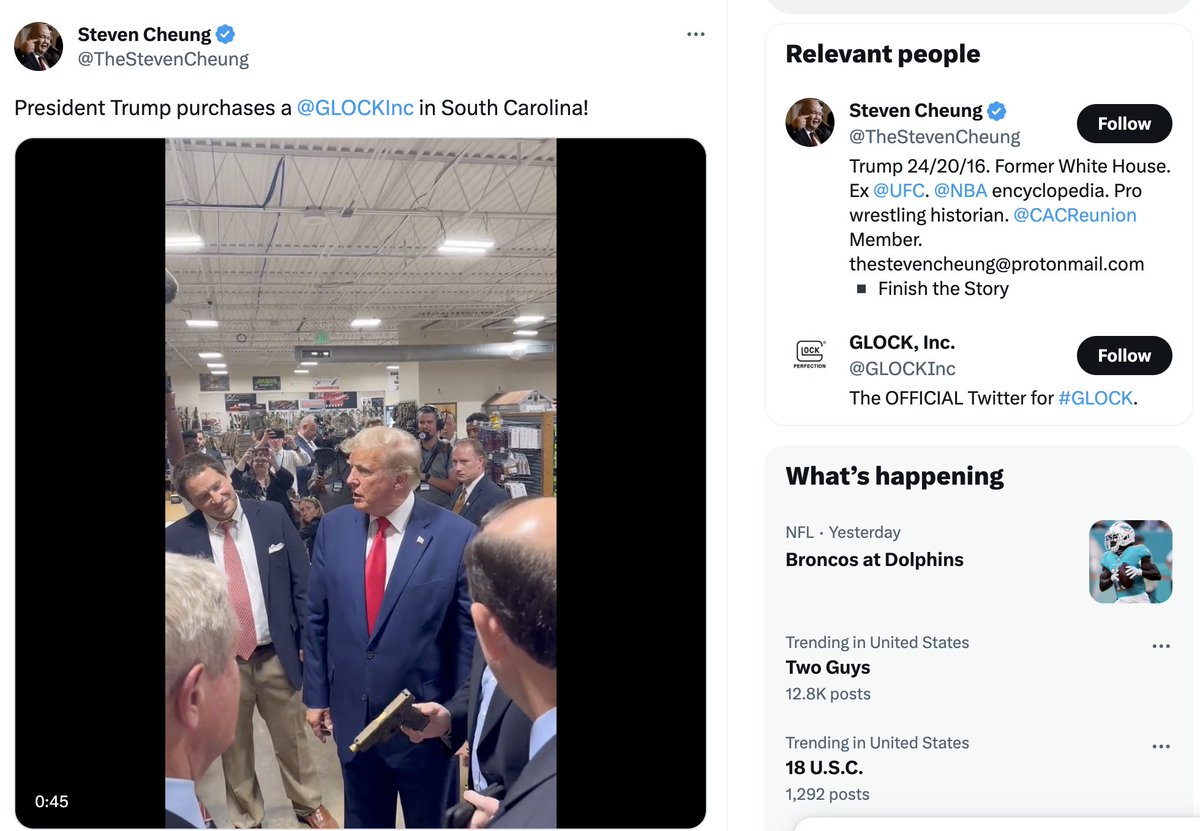 Steven Cheung
@TheStevenCheung
President Trump purchases a @GLOCKInc in South Carolina!
0:45
Relevant people
Steven Cheung
@TheStevenCheung
Follow
Trump 24/20/16. Former White House.
Ex @UFC. @NBA encyclopedia. Pro
wrestling historian. @CACReunion
Member.
thestevencheung@protonmail.com
Finish the Story
GLOCK
PERFECTION
GLOCK, Inc.
@GLOCKInc
Follow
The OFFICIAL Twitter for #GLOCK.
What’s happening
NFL · Yesterday
Broncos at Dolphins
Trending in United States
Two Guys
12.8K posts
Trending in United States
18 U.S.C.
1,292 posts